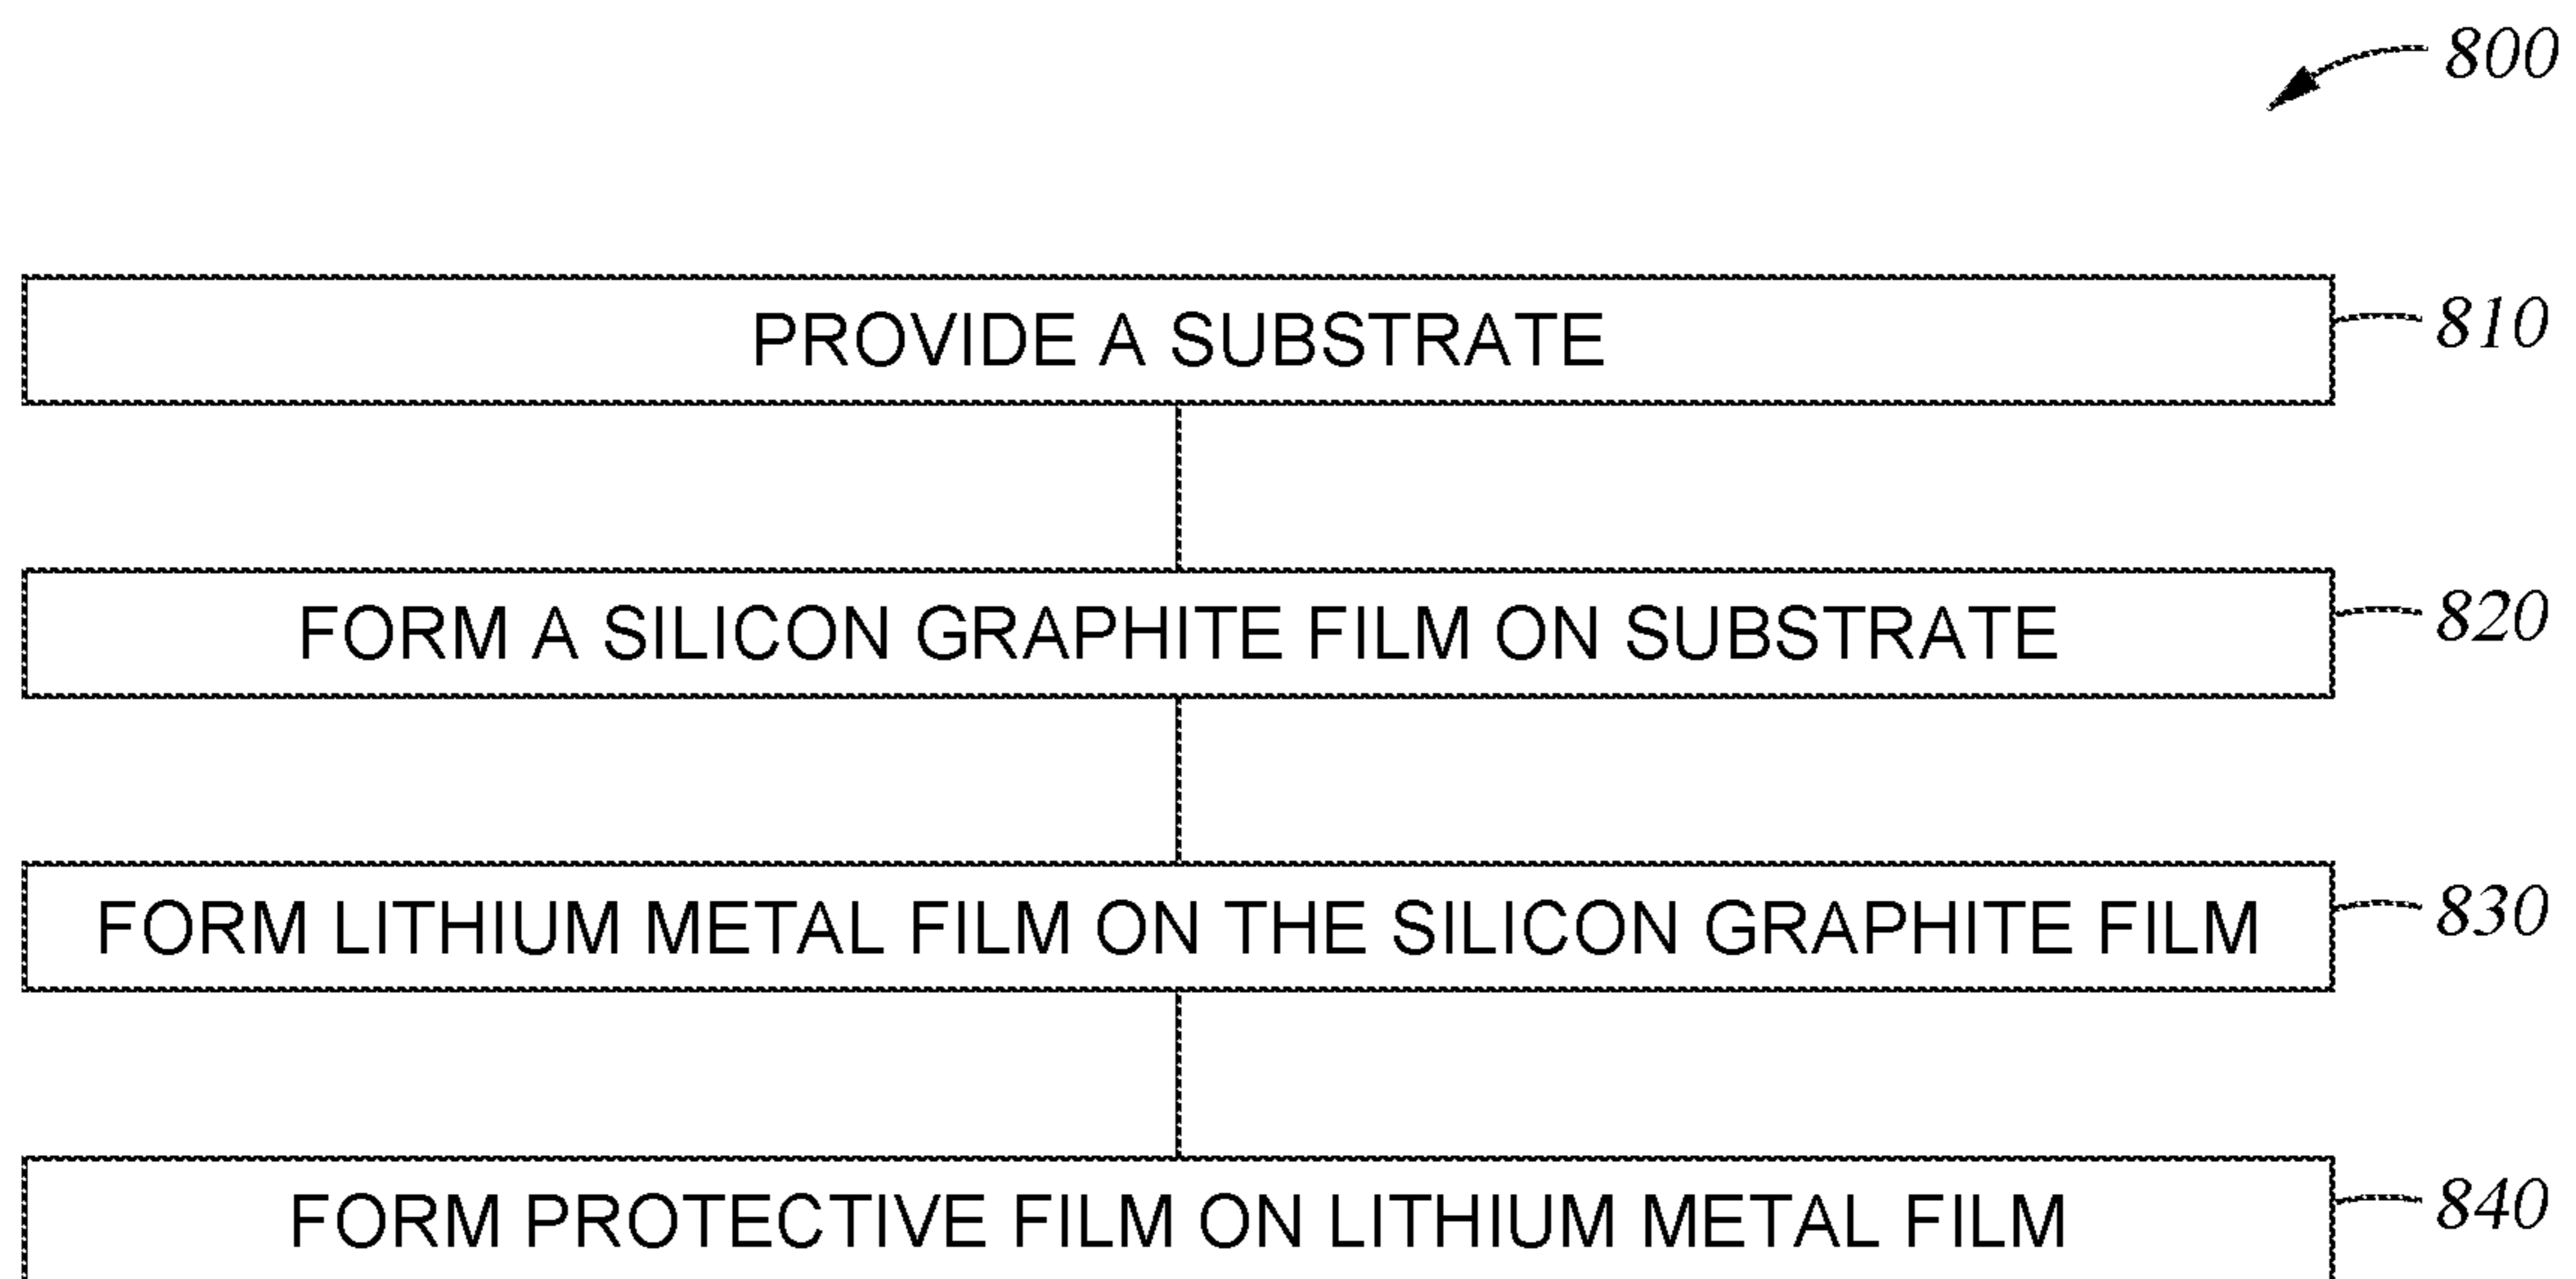 800
PROVIDE A SUBSTRATE 810
FORM A SILICON GRAPHITE FILM ON SUBSTRATE 820
FORM LITHIUM METAL FILM ON THE SILICON GRAPHITE FILM 830
FORM PROTECTIVE FILM ON LITHIUM METAL FILM 840